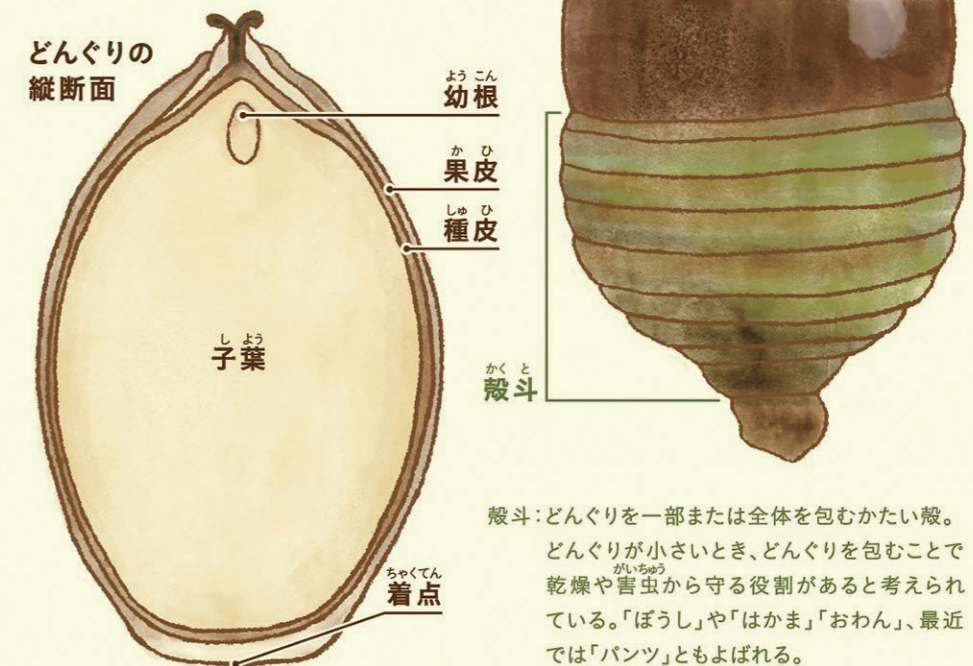 どんぐりの
縦断面
ようこん
幼根
かひ
果皮
しゅひ
種皮
しよう
子葉
ちゃくてん
着点
かくと
殻斗
殻斗：どんぐりを一部または全体を包むかたい殻。
どんぐりが小さいとき、どんぐりを包むことで
がいちゅう
乾燥や害虫から守る役割があると考えられ
ている。「ぼうし」や「はかま」「おわん」、最近
では「パンツ」ともよばれる。